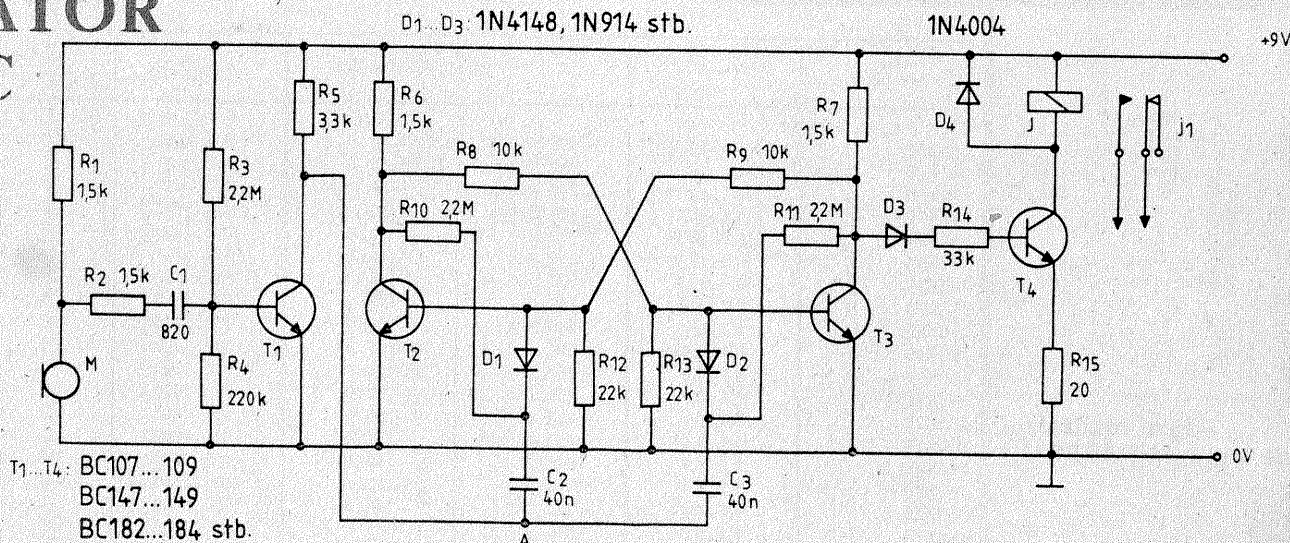 ATOR
C
D1...D3: 1N4148, 1N914 stb.
1N4004
+9V
R1
1,5k
R3
2,2M
R5
3,3k
R6
1,5k
R8 10k
R9 10k
R7
1,5k
D4
J
j1
R10 2,2M
R11 2,2M
D3
R14
33k
T4
R2 1,5k
C1
820
T1
T2
T3
M
R4
220k
D1
R12
22k
R13
22k
D2
R15
20
0V
C2
40n
C3
40n
A
T1...T4: BC107...109
BC147...149
BC182...184 stb.